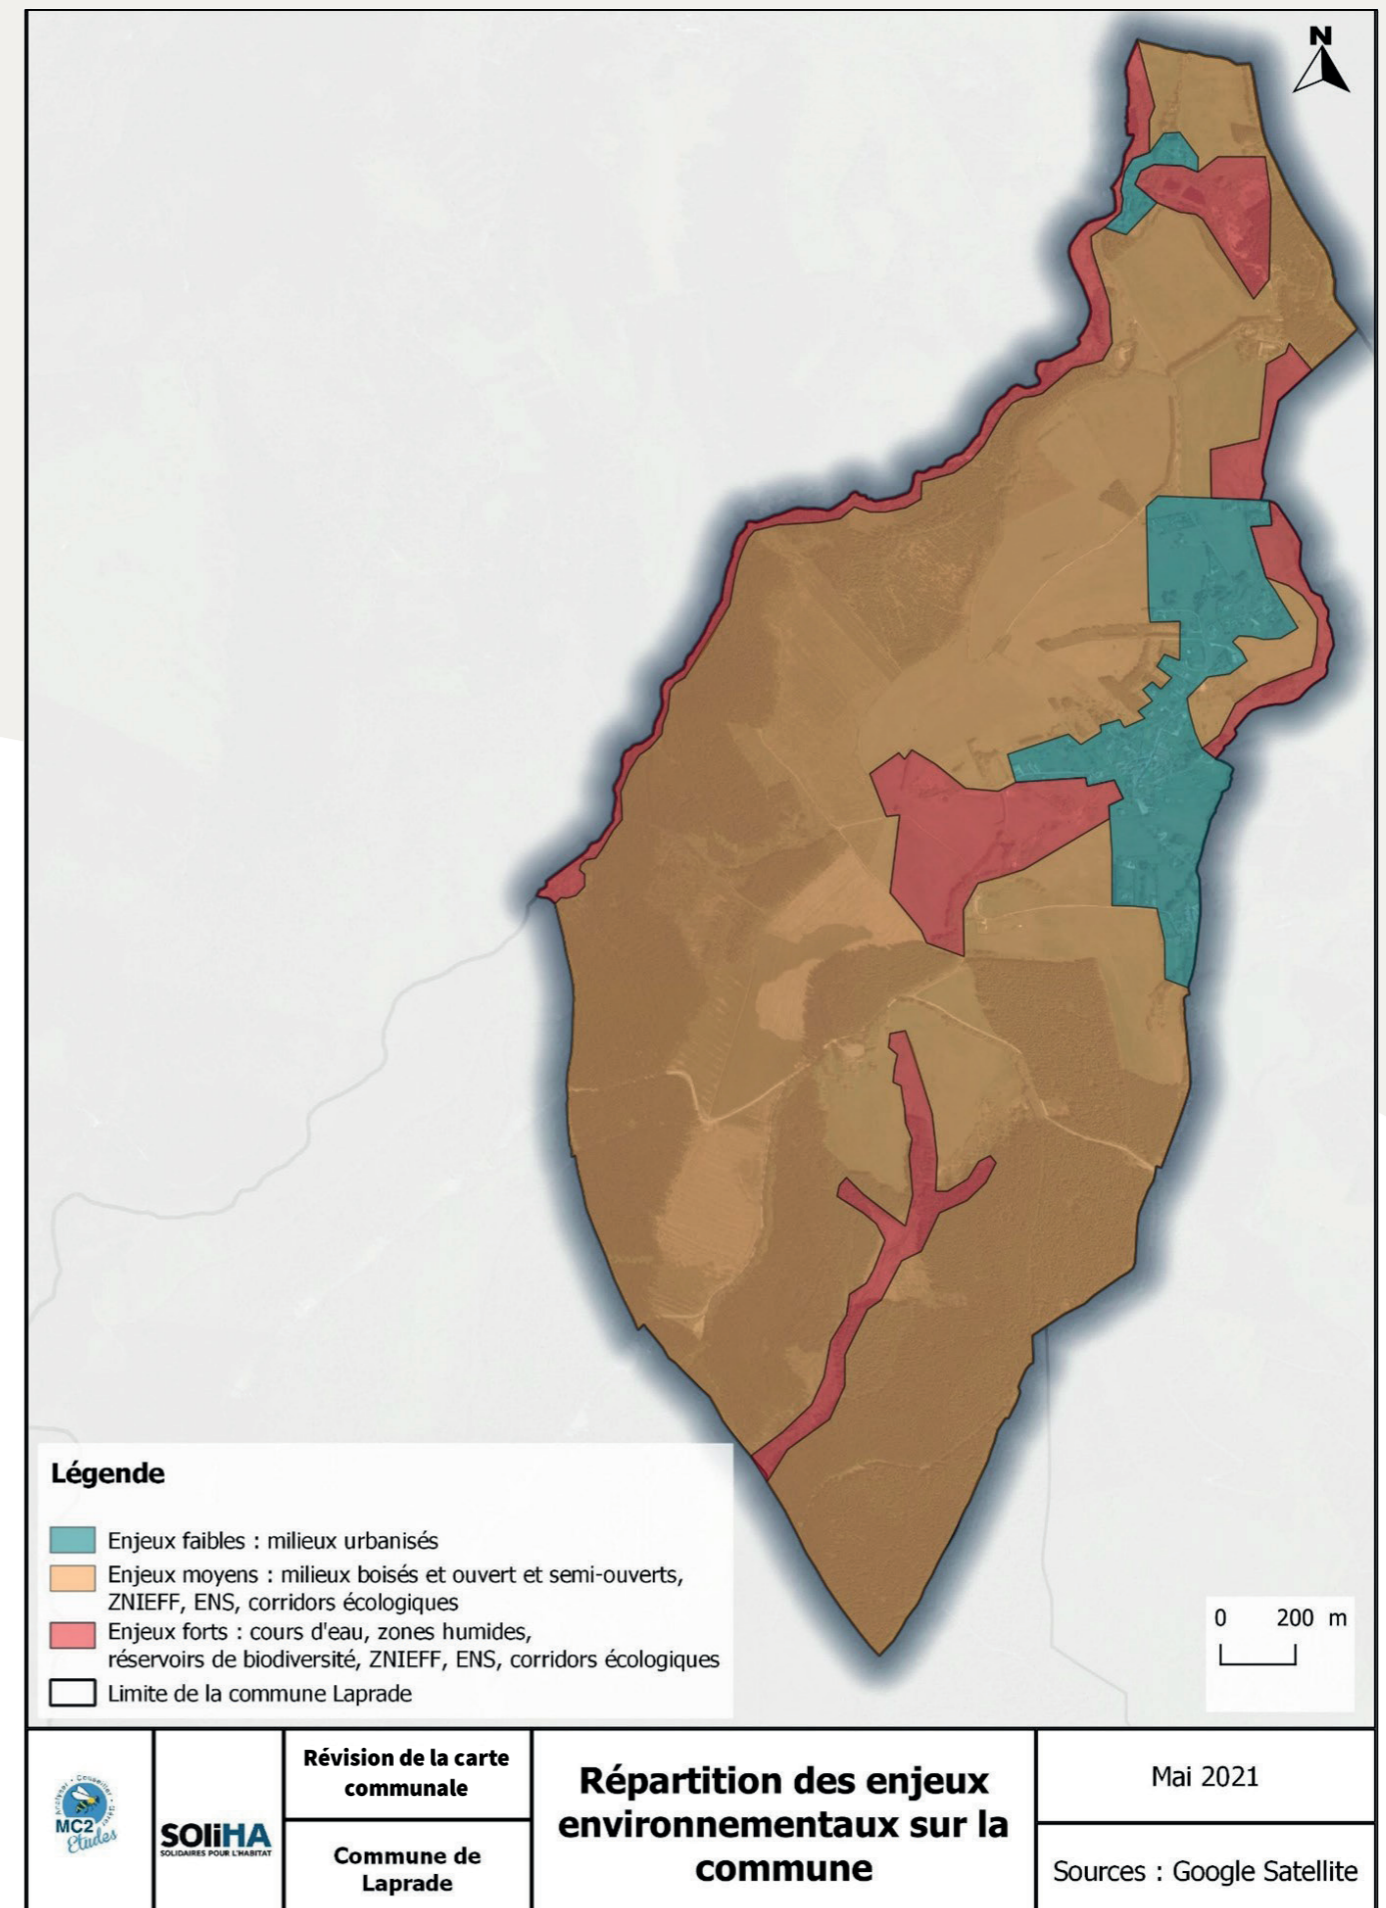 N
Légende
Enjeux faibles : milieux urbanisés
Enjeux moyens : milieux boisés et ouvert et semi-ouverts,
ZNIEFF, ENS, corridors écologiques
Enjeux forts : cours d'eau, zones humides,
réservoirs de biodiversité, ZNIEFF, ENS, corridors écologiques
Limite de la commune Laprade
0 200 m
Analyser • Conseiller • Gérer
MC2
Etudes
SOliHA
SOLIDAIRES POUR L'HABITAT
Révision de la carte
communale
Commune de
Laprade
Répartition des enjeux
environnementaux sur la
commune
Mai 2021
Sources : Google Satellite